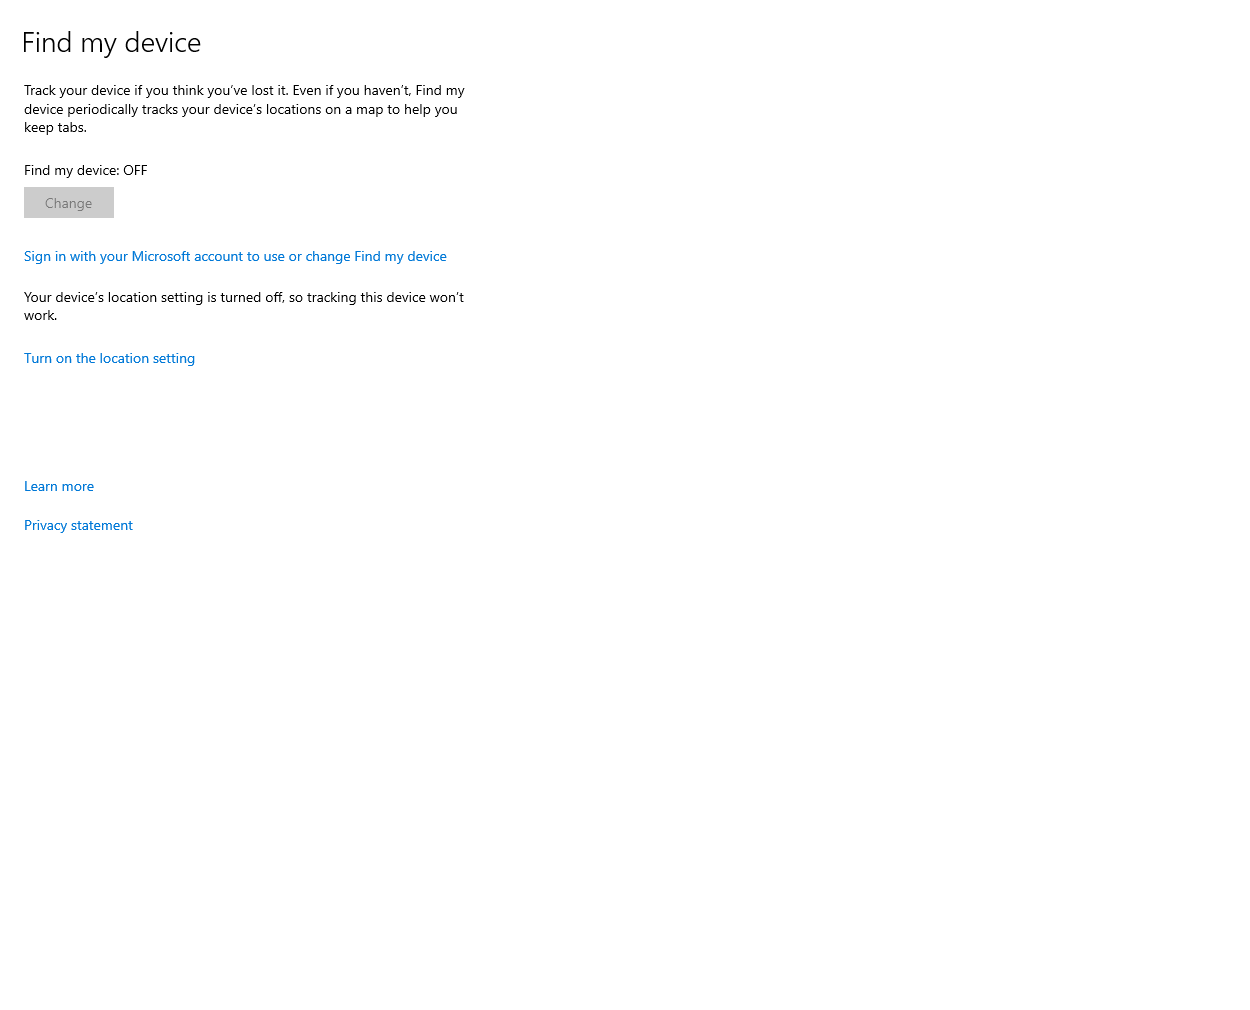 Find my device
Track your device if you think you've lost it. Even if you haven't, Find my
device periodically tracks your device's locations on a map to help you
keep tabs.
Find my device: OFF
Change
Sign in with your Microsoft account to use or change Find my device
Your device's location setting is turned off, so tracking this device won't
work.
Turn on the location setting
Learn more
Privacy statement